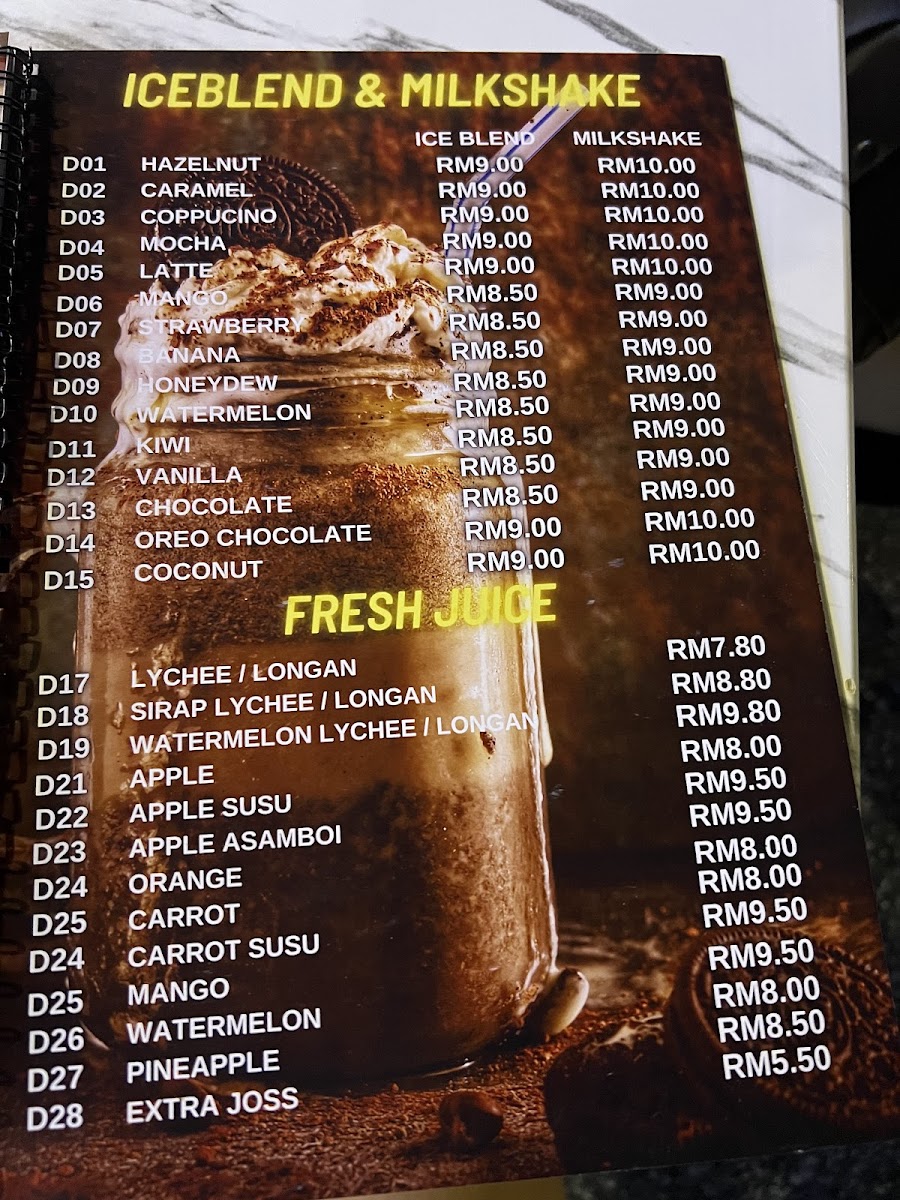 ICEBLEND & MILKSHAKE
ICE BLEND MILKSHAKE
D01 HAZELNUT RM9.00 RM10.00
D02 CARAMEL RM9.00 RM10.00
D03 COPPUCINO RM9.00 RM10.00
D04 MOCHA RM9.00 RM10.00
D05 LATTE RM9.00 RM10.00
D06 MANGO RM8.50 RM9.00
D07 STRAWBERRY RM8.50 RM9.00
D08 BANANA RM8.50 RM9.00
D09 HONEYDEW RM8.50 RM9.00
D10 WATERMELON RM8.50 RM9.00
D11 KIWI RM8.50 RM9.00
D12 VANILLA RM8.50 RM9.00
D13 CHOCOLATE RM8.50 RM9.00
D14 OREO CHOCOLATE RM9.00 RM10.00
D15 COCONUT RM9.00 RM10.00
FRESH JUICE
D17 LYCHEE / LONGAN RM7.80
D18 SIRAP LYCHEE / LONGAN RM8.80
D19 WATERMELON LYCHEE / LONGAN RM9.80
D21 APPLE RM8.00
D22 APPLE SUSU RM9.50
D23 APPLE ASAMBOI RM9.50
D24 ORANGE RM8.00
D25 CARROT RM8.00
D24 CARROT SUSU RM9.50
D25 MANGO RM9.50
D26 WATERMELON RM8.00
D27 PINEAPPLE RM8.50
D28 EXTRA JOSS RM5.50